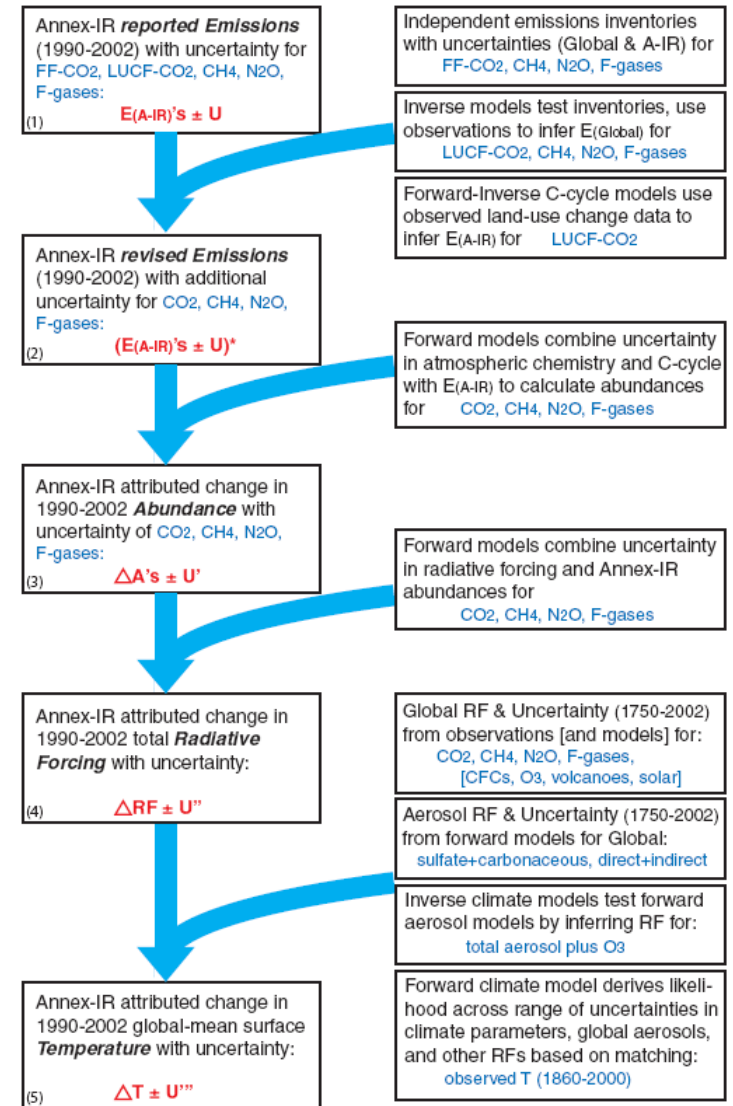 Annex-IR reported Emissions
(1990-2002) with uncertainty for
FF-CO2, LUCF-CO2, CH4, N2O,
F-gases:
E(A-IR)'s ± U
(1)
Independent emissions inventories
with uncertainties (Global & A-IR) for
FF-CO2, CH4, N2O, F-gases
Inverse models test inventories, use
observations to infer E(Global) for
LUCF-CO2, CH4, N2O, F-gases
Forward-Inverse C-cycle models use
observed land-use change data to
infer E(A-IR) for LUCF-CO2
Annex-IR revised Emissions
(1990-2002) with additional
uncertainty for CO2, CH4, N2O,
F-gases:
(E(A-IR)'s ± U)*
(2)
Forward models combine uncertainty
in atmospheric chemistry and C-cycle
with E(A-IR) to calculate abundances
for CO2, CH4, N2O, F-gases
Annex-IR attributed change in
1990-2002 Abundance with
uncertainty of CO2, CH4, N2O,
F-gases:
△A's ± U'
(3)
Forward models combine uncertainty
in radiative forcing and Annex-IR
abundances for
CO2, CH4, N2O, F-gases
Annex-IR attributed change in
1990-2002 total Radiative
Forcing with uncertainty:
△RF ± U"
(4)
Global RF & Uncertainty (1750-2002)
from observations [and models] for:
CO2, CH4, N2O, F-gases,
[CFCs, O3, volcanoes, solar]
Aerosol RF & Uncertainty (1750-2002)
from forward models for Global:
sulfate+carbonaceous, direct+indirect
Inverse climate models test forward
aerosol models by inferring RF for:
total aerosol plus O3
Annex-IR attributed change in
1990-2002 global-mean surface
Temperature with uncertainty:
△T ± U'"
(5)
Forward climate model derives likeli-
hood across range of uncertainties in
climate parameters, global aerosols,
and other RFs based on matching:
observed T (1860-2000)